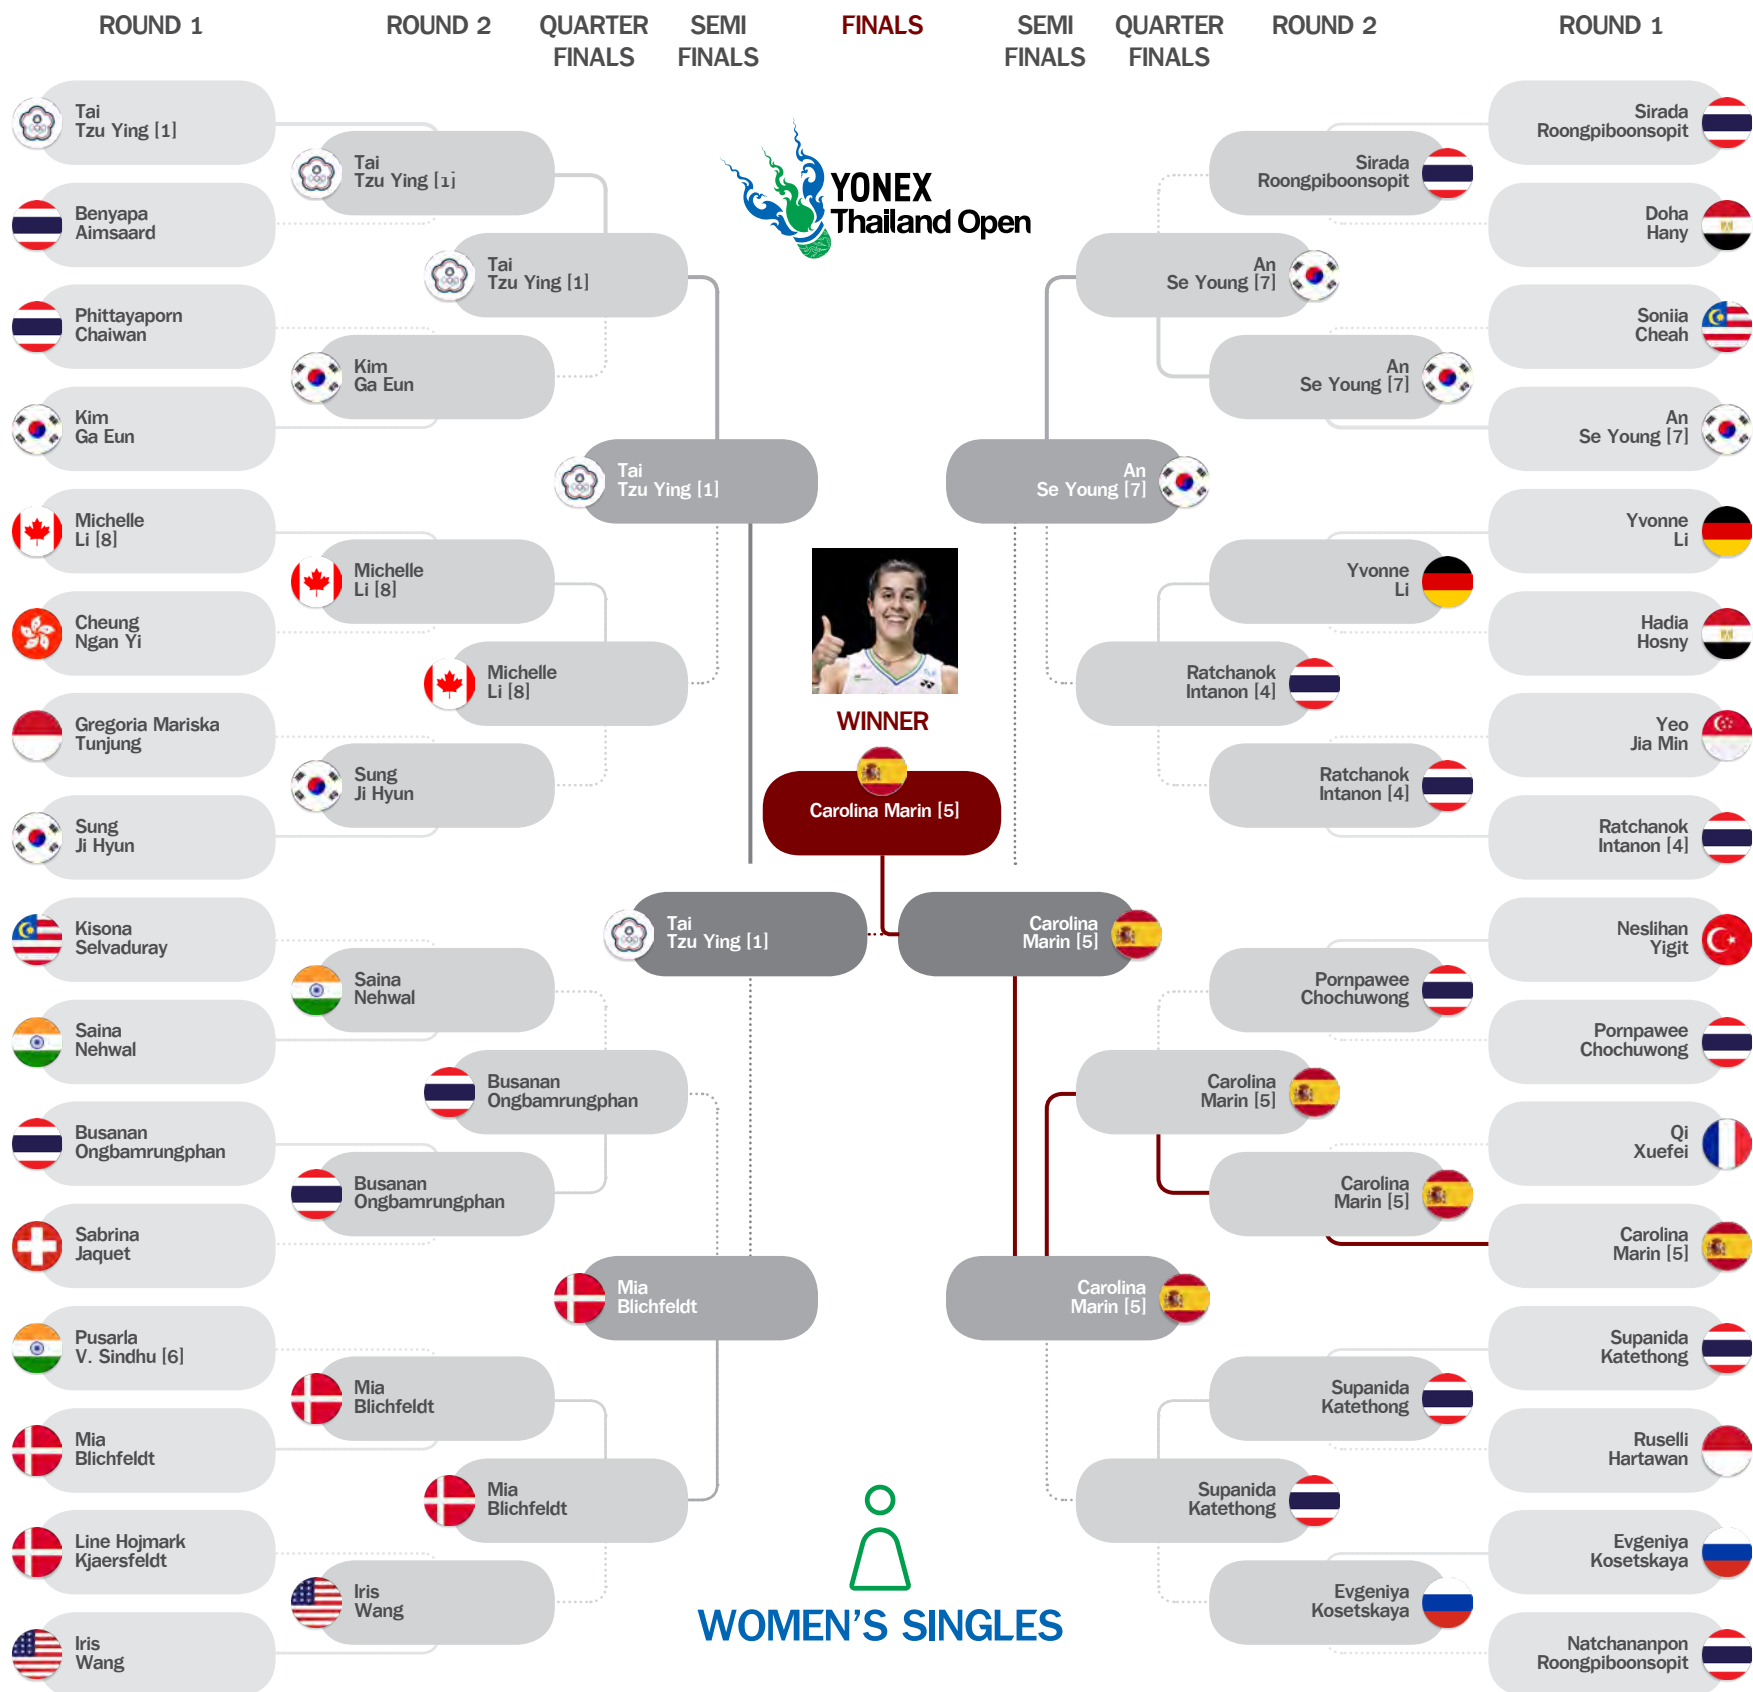 ROUND 1
ROUND 2
QUARTER
FINALS
SEMI
FINALS
FINALS
SEMI
FINALS
QUARTER
FINALS
ROUND 2
ROUND 1
YONEX
Thailand Open
Tai
Tzu Ying [1]
Benyapa
Aimsaard
Phittayaporn
Chaiwan
Kim
Ga Eun
Michelle
Li [8]
Cheung
Ngan Yi
Gregoria Mariska
Tunjung
Sung
Ji Hyun
Kisona
Selvaduray
Saina
Nehwal
Busanan
Ongbamrungphan
Sabrina
Jaquet
Pusarla
V. Sindhu [6]
Mia
Blichfeldt
Line Hojmark
Kjaersfeldt
Iris
Wang
Tai
Tzu Ying [1]
Kim
Ga Eun
Michelle
Li [8]
Sung
Ji Hyun
Saina
Nehwal
Busanan
Ongbamrungphan
Mia
Blichfeldt
Iris
Wang
Tai
Tzu Ying [1]
Michelle
Li [8]
Busanan
Ongbamrungphan
Mia
Blichfeldt
Tai
Tzu Ying [1]
Mia
Blichfeldt
Tai
Tzu Ying [1]
WINNER
Carolina Marin [5]
Carolina
Marin [5]
An
Se Young [7]
Carolina
Marin [5]
An
Se Young [7]
Ratchanok
Intanon [4]
Carolina
Marin [5]
Supanida
Katethong
Sirada
Roongpiboonsopit
An
Se Young [7]
Yvonne
Li
Ratchanok
Intanon [4]
Pornpawee
Chochuwong
Carolina
Marin [5]
Supanida
Katethong
Evgeniya
Kosetskaya
Sirada
Roongpiboonsopit
Doha
Hany
Soniia
Cheah
An
Se Young [7]
Yvonne
Li
Hadia
Hosny
Yeo
Jia Min
Ratchanok
Intanon [4]
Neslihan
Yigit
Pornpawee
Chochuwong
Qi
Xuefei
Carolina
Marin [5]
Supanida
Katethong
Ruselli
Hartawan
Evgeniya
Kosetskaya
Natchananpon
Roongpiboonsopit
WOMEN'S SINGLES